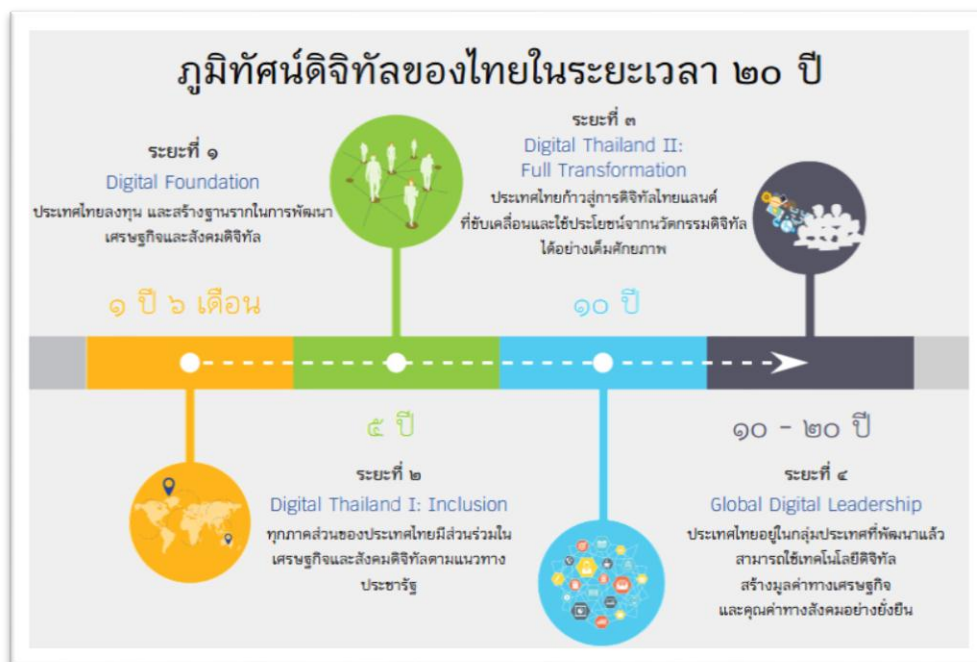 ภูมิทัศน์ดิจิทัลของไทยในระยะเวลา ๒๐ ปี
ระยะที่ ๑
Digital Foundation
ประเทศไทยลงทุน และสร้างฐานรากในการพัฒนา
เศรษฐกิจและสังคมดิจิทัล
๑ ปี ๖ เดือน
๕ ปี
ระยะที่ ๒
Digital Thailand I: Inclusion
ทุกภาคส่วนของประเทศไทยมีส่วนร่วมใน
เศรษฐกิจและสังคมดิจิทัลตามแนวทาง
ประชารัฐ
ระยะที่ ๓
Digital Thailand II:
Full Transformation
ประเทศไทยก้าวสู่การดิจิทัลไทยแลนด์
ที่ขับเคลื่อนและใช้ประโยชน์จากนวัตกรรมดิจิทัล
ได้อย่างเต็มศักยภาพ
๑๐ ปี
๑๐ - ๒๐ ปี
ระยะที่ ๔
Global Digital Leadership
ประเทศไทยอยู่ในกลุ่มประเทศที่พัฒนาแล้ว
สามารถใช้เทคโนโลยีดิจิทัล
สร้างมูลค่าทางเศรษฐกิจ
และคุณค่าทางสังคมอย่างยั่งยืน